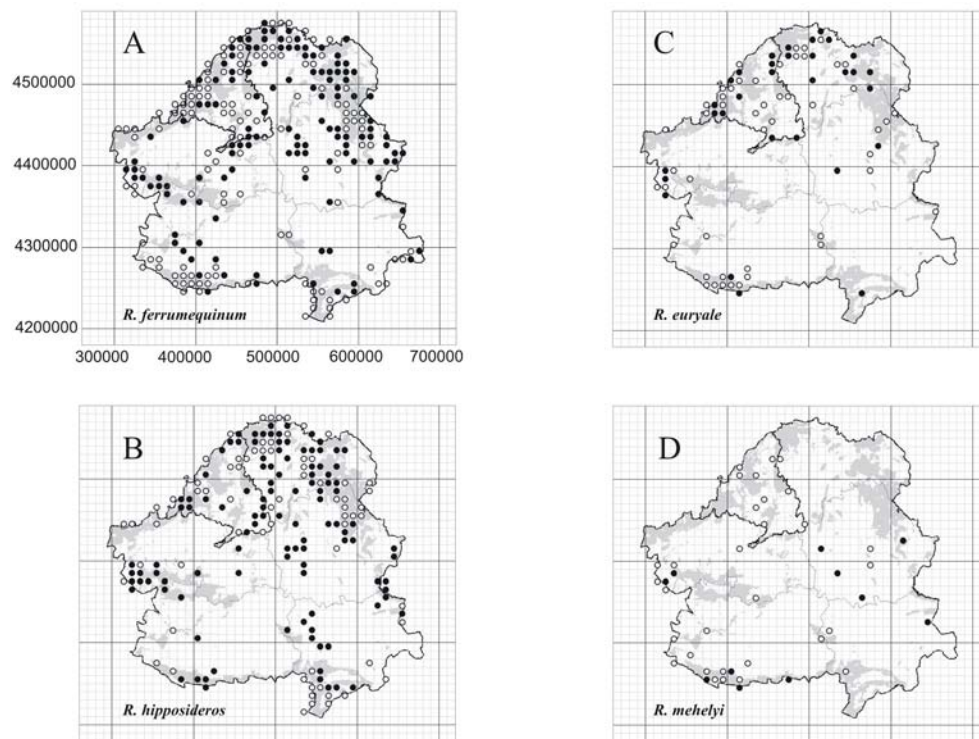 A
C
4500000
4400000
4300000
4200000
R. ferrumequinum
R. euryale
300000 400000 500000 600000 700000
B
D
R. hipposideros
R. mehelyi